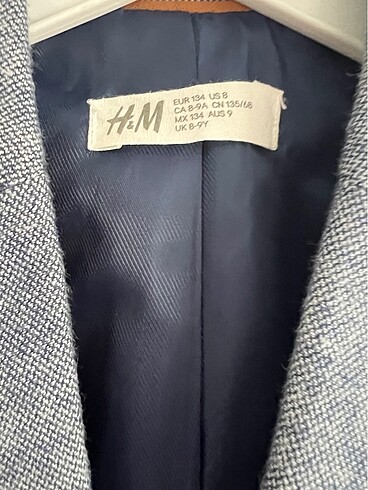 H&M
EUR 134 US 8
CA 8-9A CN 135/68
MX 134 AUS 9
UK 8-9Y